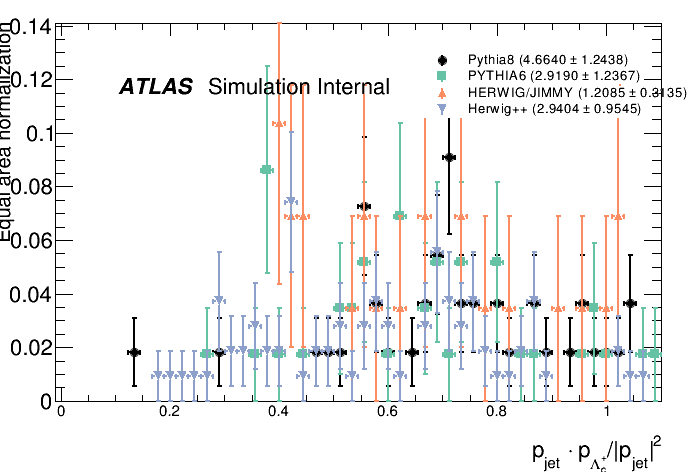 Equal area normalization
0.14
0.12
0.1
0.08
0.06
0.04
0.02
0
ATLAS Simulation Internal
Pythia8 (4.6640 ± 1.2438)
PYTHIA6 (2.9190 ± 1.2367)
HERWIG/JIMMY (1.2085 ± 0.3135)
Herwig++ (2.9404 ± 0.9545)
0 0.2 0.4 0.6 0.8 1
p_jet · p_Λc+/|p_jet|²